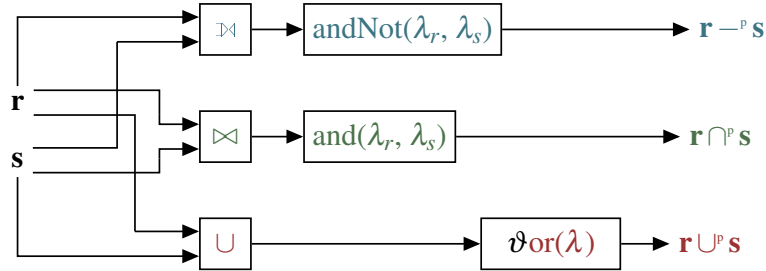 ⟕ andNot(λr, λs) r −ᵖ s
r
⋈ and(λr, λs) r ∩ᵖ s
s
∪ ϑor(λ) r ∪ᵖ s